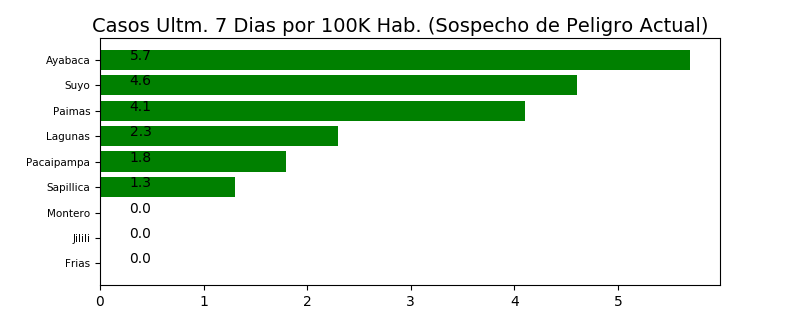 Casos Ultm. 7 Dias por 100K Hab. (Sospecho de Peligro Actual)
Ayabaca 5.7
Suyo 4.6
Paimas 4.1
Lagunas 2.3
Pacaipampa 1.8
Sapillica 1.3
Montero 0.0
Jilili 0.0
Frias 0.0
0 1 2 3 4 5